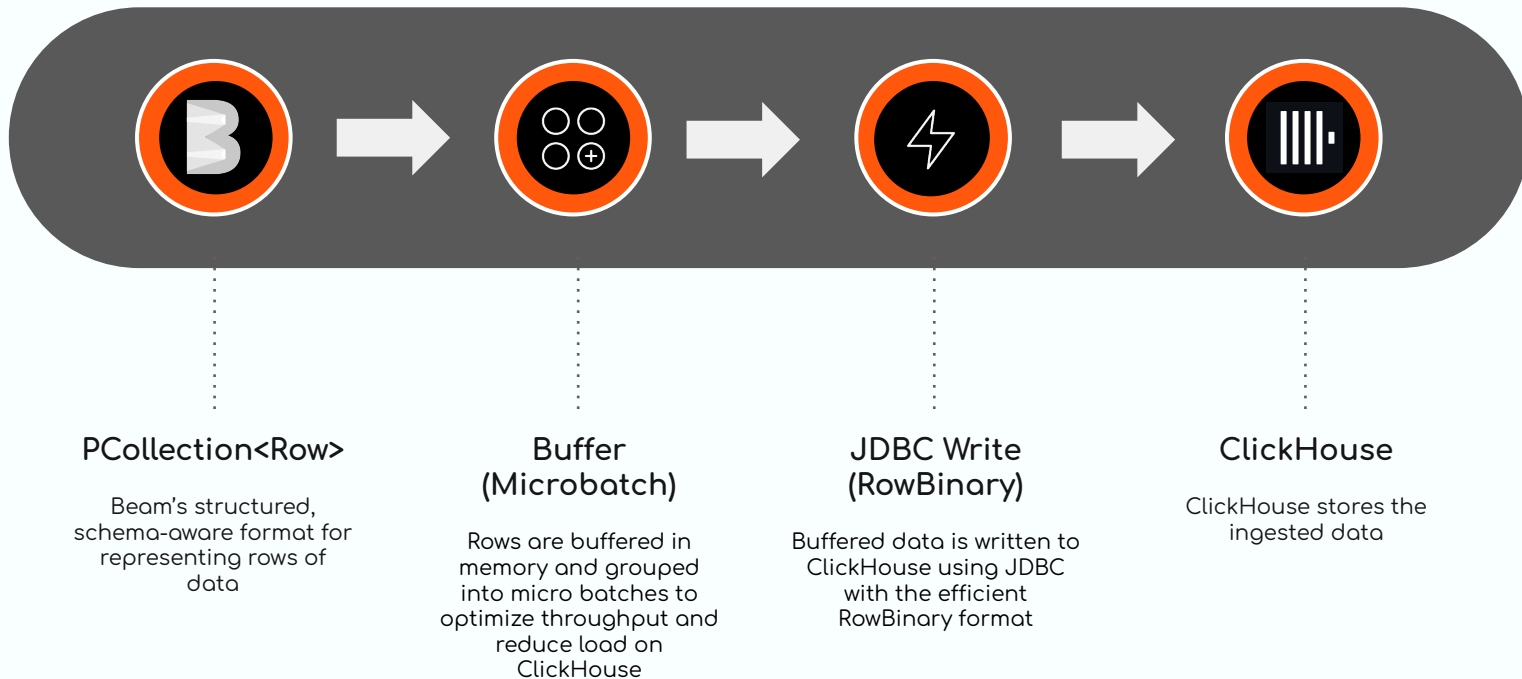 PCollection<Row>
Beam's structured,
schema-aware format for
representing rows of
data
Buffer
(Microbatch)
Rows are buffered in
memory and grouped
into micro batches to
optimize throughput and
reduce load on
ClickHouse
JDBC Write
(RowBinary)
Buffered data is written to
ClickHouse using JDBC
with the efficient
RowBinary format
ClickHouse
ClickHouse stores the
ingested data